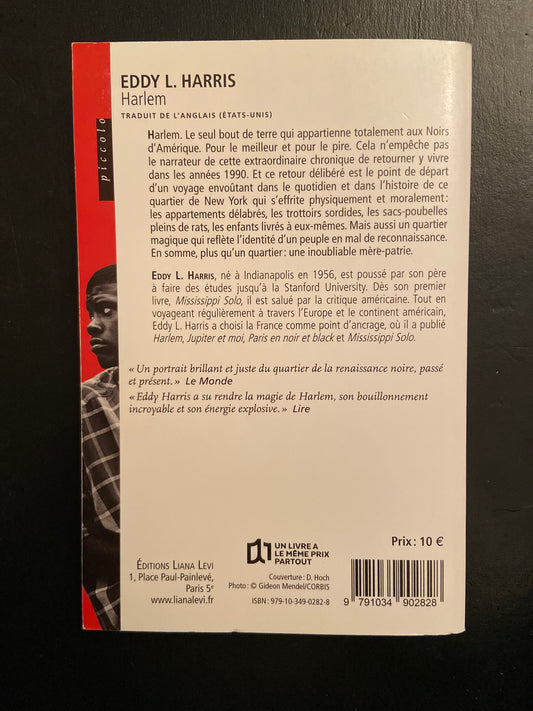 piccolo
EDDY L. HARRIS
Harlem
TRADUIT DE L'ANGLAIS (ÉTATS-UNIS)
Harlem. Le seul bout de terre qui appartienne totalement aux Noirs
d'Amérique. Pour le meilleur et pour le pire. Cela n'empêche pas
le narrateur de cette extraordinaire chronique de retourner y vivre
dans les années 1990. Et ce retour délibéré est le point de départ
d'un voyage envoûtant dans le quotidien et dans l'histoire de ce
quartier de New York qui s'effrite physiquement et moralement :
les appartements délabrés, les trottoirs sordides, les sacs-poubelles
pleins de rats, les enfants livrés à eux-mêmes. Mais aussi un quartier
magique qui reflète l'identité d'un peuple en mal de reconnaissance.
En somme, plus qu'un quartier : une inoubliable mère-patrie.
EDDY L. HARRIS, né à Indianapolis en 1956, est poussé par son père
à faire des études jusqu'à la Stanford University. Dès son premier
livre, Mississippi Solo, il est salué par la critique américaine. Tout en
voyageant régulièrement à travers l'Europe et le continent américain,
Eddy L. Harris a choisi la France comme point d'ancrage, où il a publié
Harlem, Jupiter et moi, Paris en noir et black et Mississippi Solo.
« Un portrait brillant et juste du quartier de la renaissance noire, passé
et présent. » Le Monde
« Eddy Harris a su rendre la magie de Harlem, son bouillonnement
incroyable et son énergie explosive. » Lire
ÉDITIONS LIANA LEVI
1, Place Paul-Painlevé,
Paris 5e
www.lianalevi.fr
UN LIVRE A
LE MÊME PRIX
PARTOUT
Couverture : D. Hoch
Photo : © Gideon Mendel/CORBIS
ISBN : 979-10-349-0282-8
Prix : 10 €
9 791034 902828